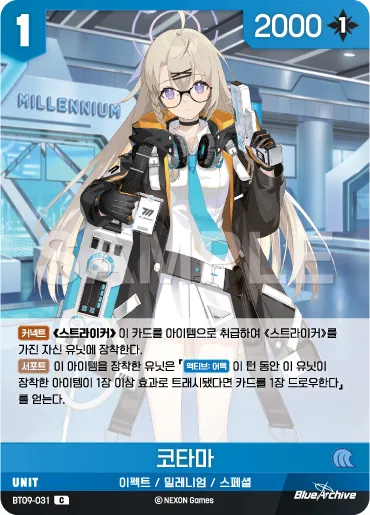 1
2000 1
MILLENNIUM
SAMPLE
커넥트 《스트라이커》 이 카드를 아이템으로 취급하여 《스트라이커》를
가진 자신 유닛에 장착한다.
서포트 이 아이템을 장착한 유닛은 「액티브: 어택 이 턴 동안 이 유닛이
장착한 아이템이 1장 이상 효과로 트래시됐다면 카드를 1장 드로우한다」
를 얻는다.
코타마
UNIT
이펙트 / 밀레니엄 / 스페셜
BT09-031 C
© NEXON Games
BlueArchive